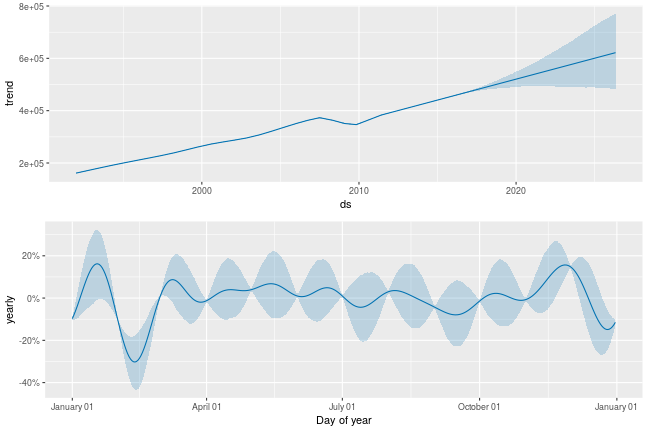 8e+05
6e+05
4e+05
2e+05
trend
2000
2010
2020
ds
20%
0%
-20%
-40%
yearly
January 01
April 01
July 01
October 01
January 01
Day of year